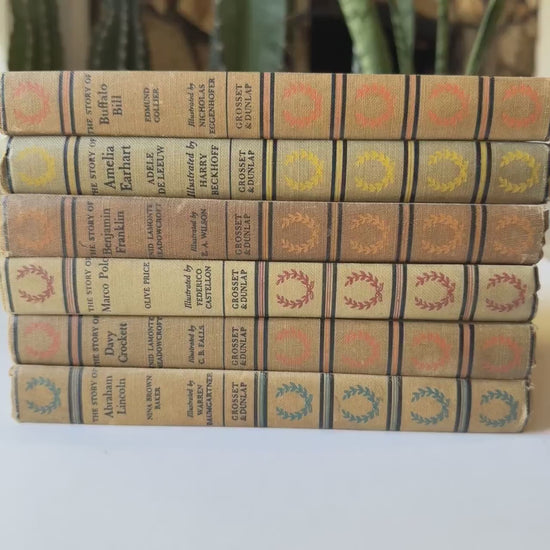 THE STORY OF
Buffalo
Bill
EDMUND
COLLIER
Illustrated by
NICHOLAS
EGGENHOFER
GROSSET
& DUNLAP
THE STORY OF
Amelia
Earhart
ADELE
DE LEEUW
Illustrated by
HARRY
BECKHOFF
GROSSET
& DUNLAP
THE STORY OF
Benjamin
Franklin
ENID LAMONTE
MEADOWCROFT
Illustrated by
E. A. WILSON
GROSSET
& DUNLAP
THE STORY OF
Marco Polo
OLIVE PRICE
Illustrated by
FEDERICO
CASTELLON
GROSSET
& DUNLAP
THE STORY OF
Davy
Crockett
ENID LAMONTE
MEADOWCROFT
Illustrated by
C. B. FALLS
GROSSET
& DUNLAP
THE STORY OF
Abraham
Lincoln
NINA BROWN
BAKER
Illustrated by
WARREN
BAUMGARTNER
GROSSET
& DUNLAP